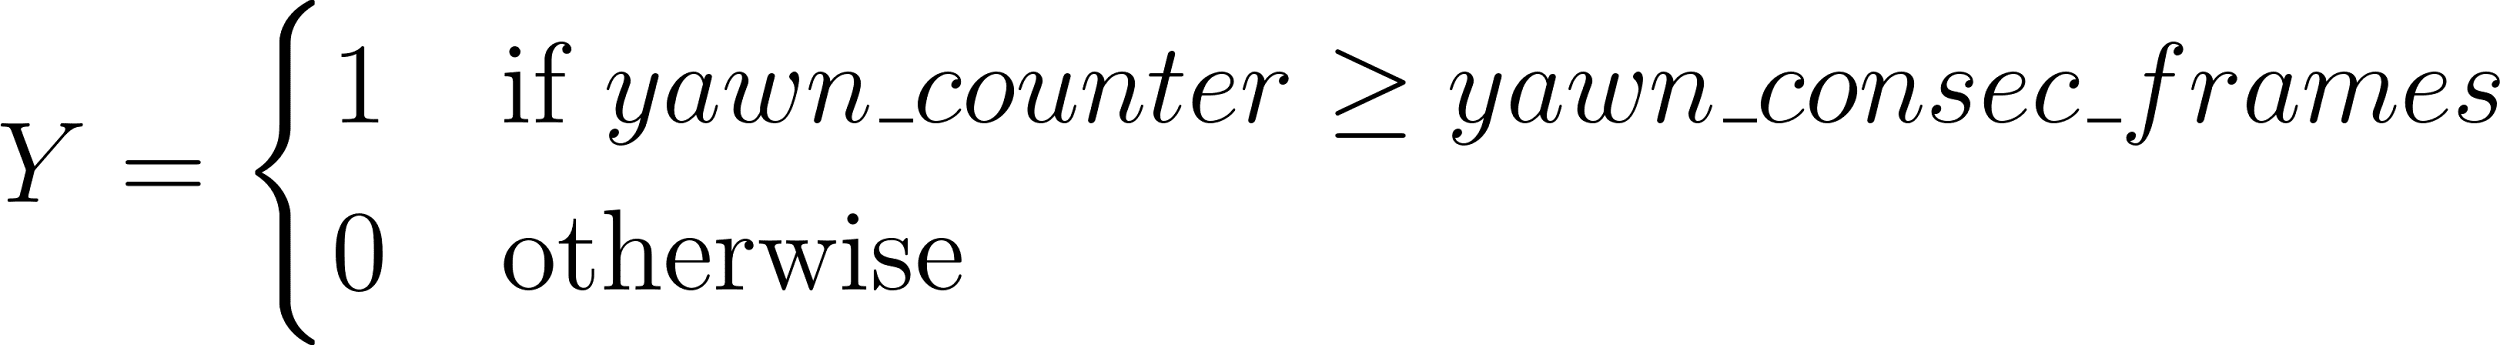 Y = { 1 if yawn_counter ≥ yawn_consec_frames
0 otherwise